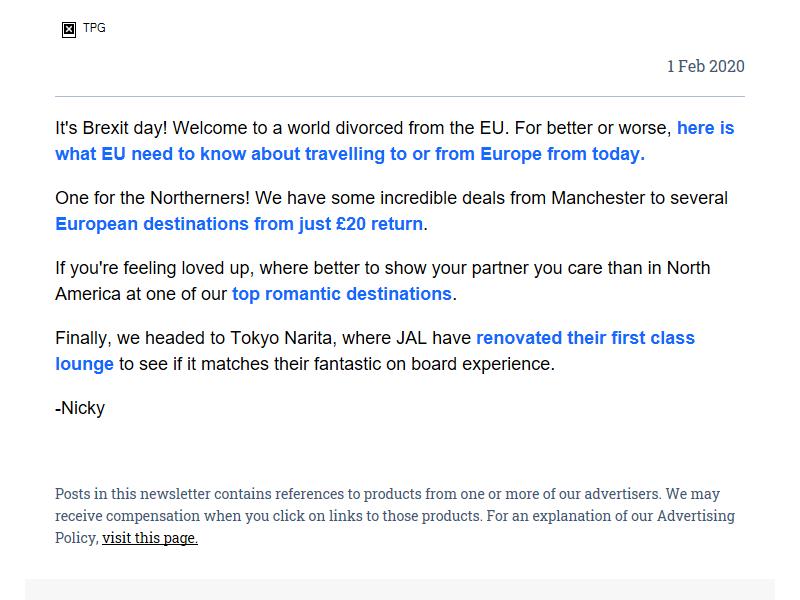 TPG
1 Feb 2020
It's Brexit day! Welcome to a world divorced from the EU. For better or worse, here is
what EU need to know about travelling to or from Europe from today.
One for the Northerners! We have some incredible deals from Manchester to several
European destinations from just £20 return.
If you're feeling loved up, where better to show your partner you care than in North
America at one of our top romantic destinations.
Finally, we headed to Tokyo Narita, where JAL have renovated their first class
lounge to see if it matches their fantastic on board experience.
-Nicky
Posts in this newsletter contains references to products from one or more of our advertisers. We may
receive compensation when you click on links to those products. For an explanation of our Advertising
Policy, visit this page.